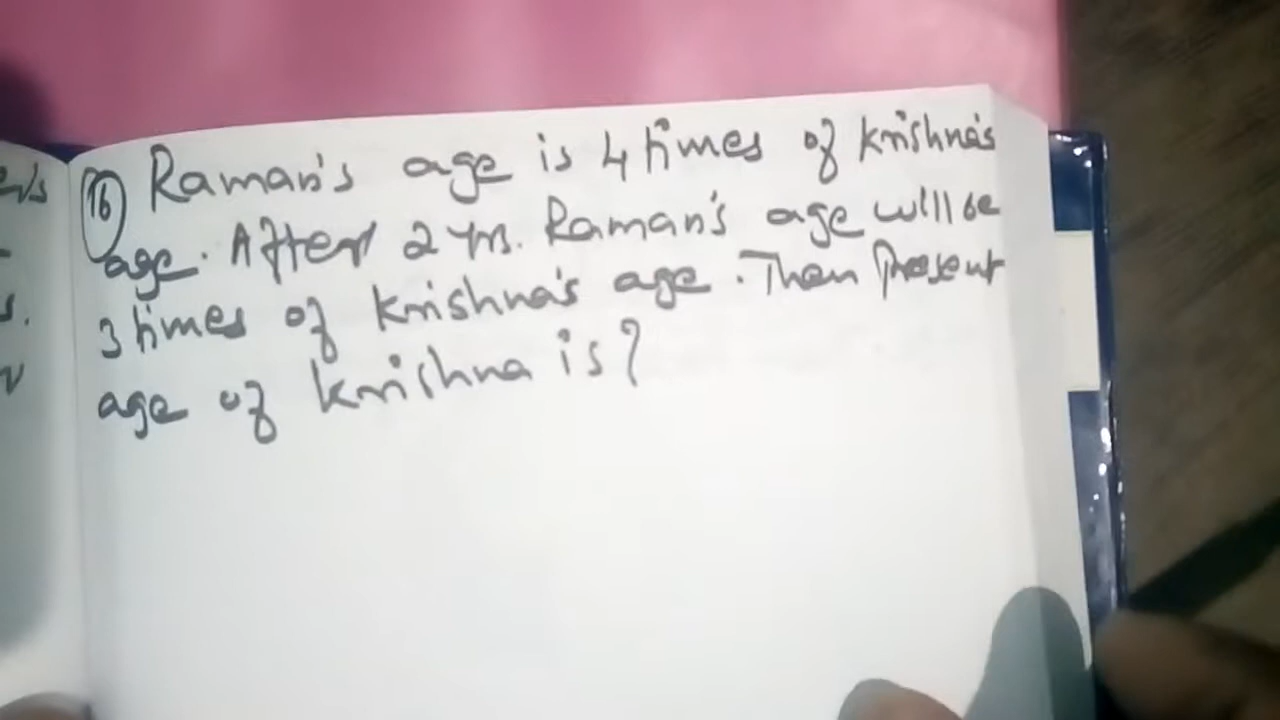 16 Raman's age is 4 times of Krishna's
age. After 2 yrs. Raman's age will be
3 times of Krishna's age. Then Present
age of Krishna is?